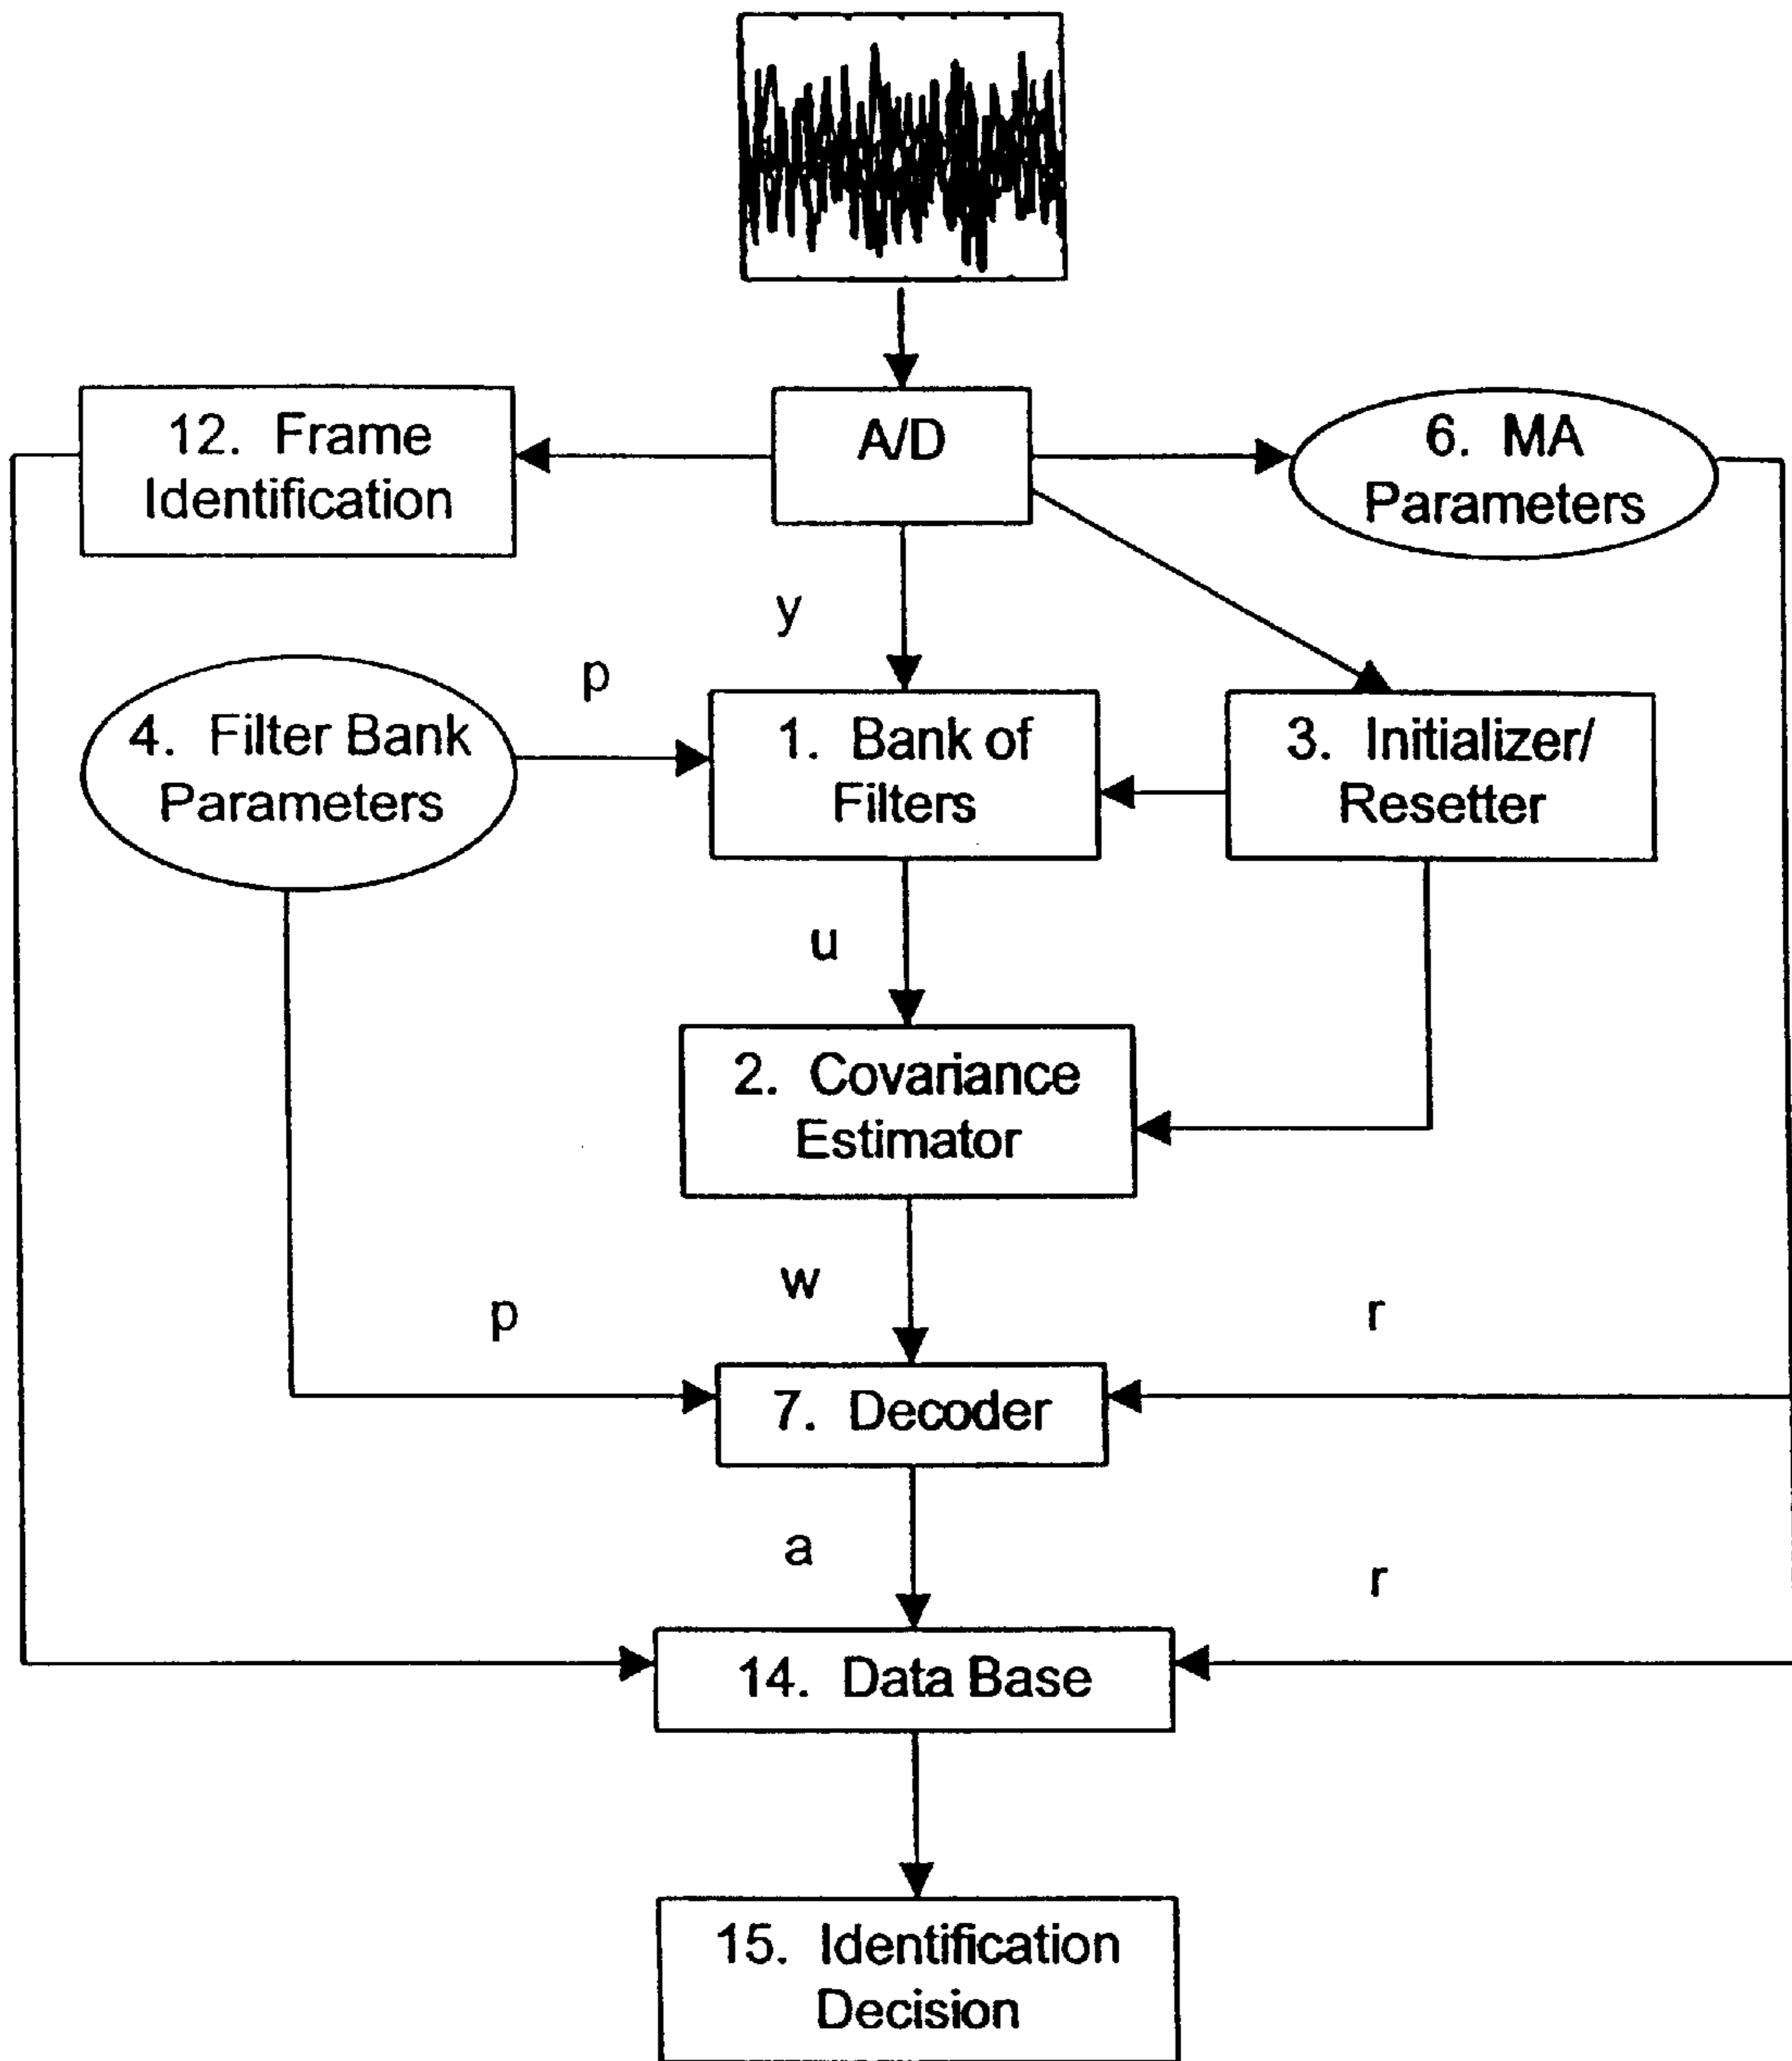 12. Frame
Identification
A/D
6. MA
Parameters
y
p
4. Filter Bank
Parameters
1. Bank of
Filters
3. Initializer/
Resetter
u
2. Covariance
Estimator
w
p
r
7. Decoder
a
r
14. Data Base
15. Identification
Decision